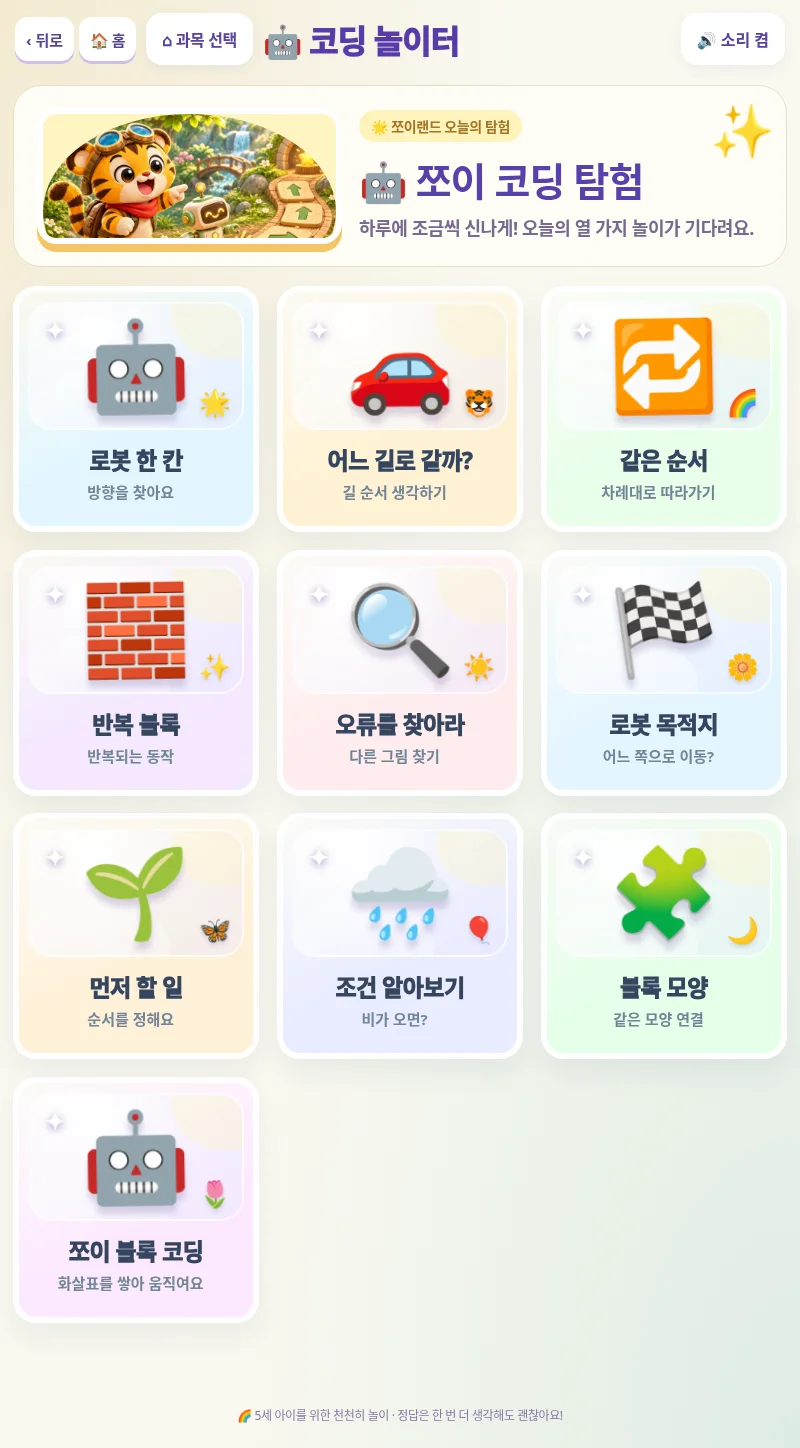 ‹ 뒤로
🏠 홈
⌂ 과목 선택
🤖 코딩 놀이터
🔊 소리 켬
🌟 쪼이랜드 오늘의 탐험
🤖 쪼이 코딩 탐험
하루에 조금씩 신나게! 오늘의 열 가지 놀이가 기다려요.
로봇 한 칸
방향을 찾아요
어느 길로 갈까?
길 순서 생각하기
같은 순서
차례대로 따라가기
반복 블록
반복되는 동작
오류를 찾아라
다른 그림 찾기
로봇 목적지
어느 쪽으로 이동?
먼저 할 일
순서를 정해요
조건 알아보기
비가 오면?
블록 모양
같은 모양 연결
쪼이 블록 코딩
화살표를 쌓아 움직여요
🌈 5세 아이를 위한 천천히 놀이 · 정답은 한 번 더 생각해도 괜찮아요!